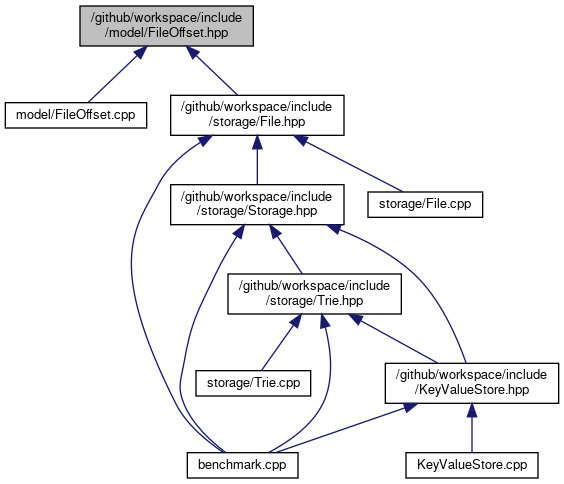 /github/workspace/include
/model/FileOffset.hpp
model/FileOffset.cpp
/github/workspace/include
/storage/File.hpp
/github/workspace/include
/storage/Storage.hpp
storage/File.cpp
/github/workspace/include
/storage/Trie.hpp
storage/Trie.cpp
/github/workspace/include
/KeyValueStore.hpp
benchmark.cpp
KeyValueStore.cpp